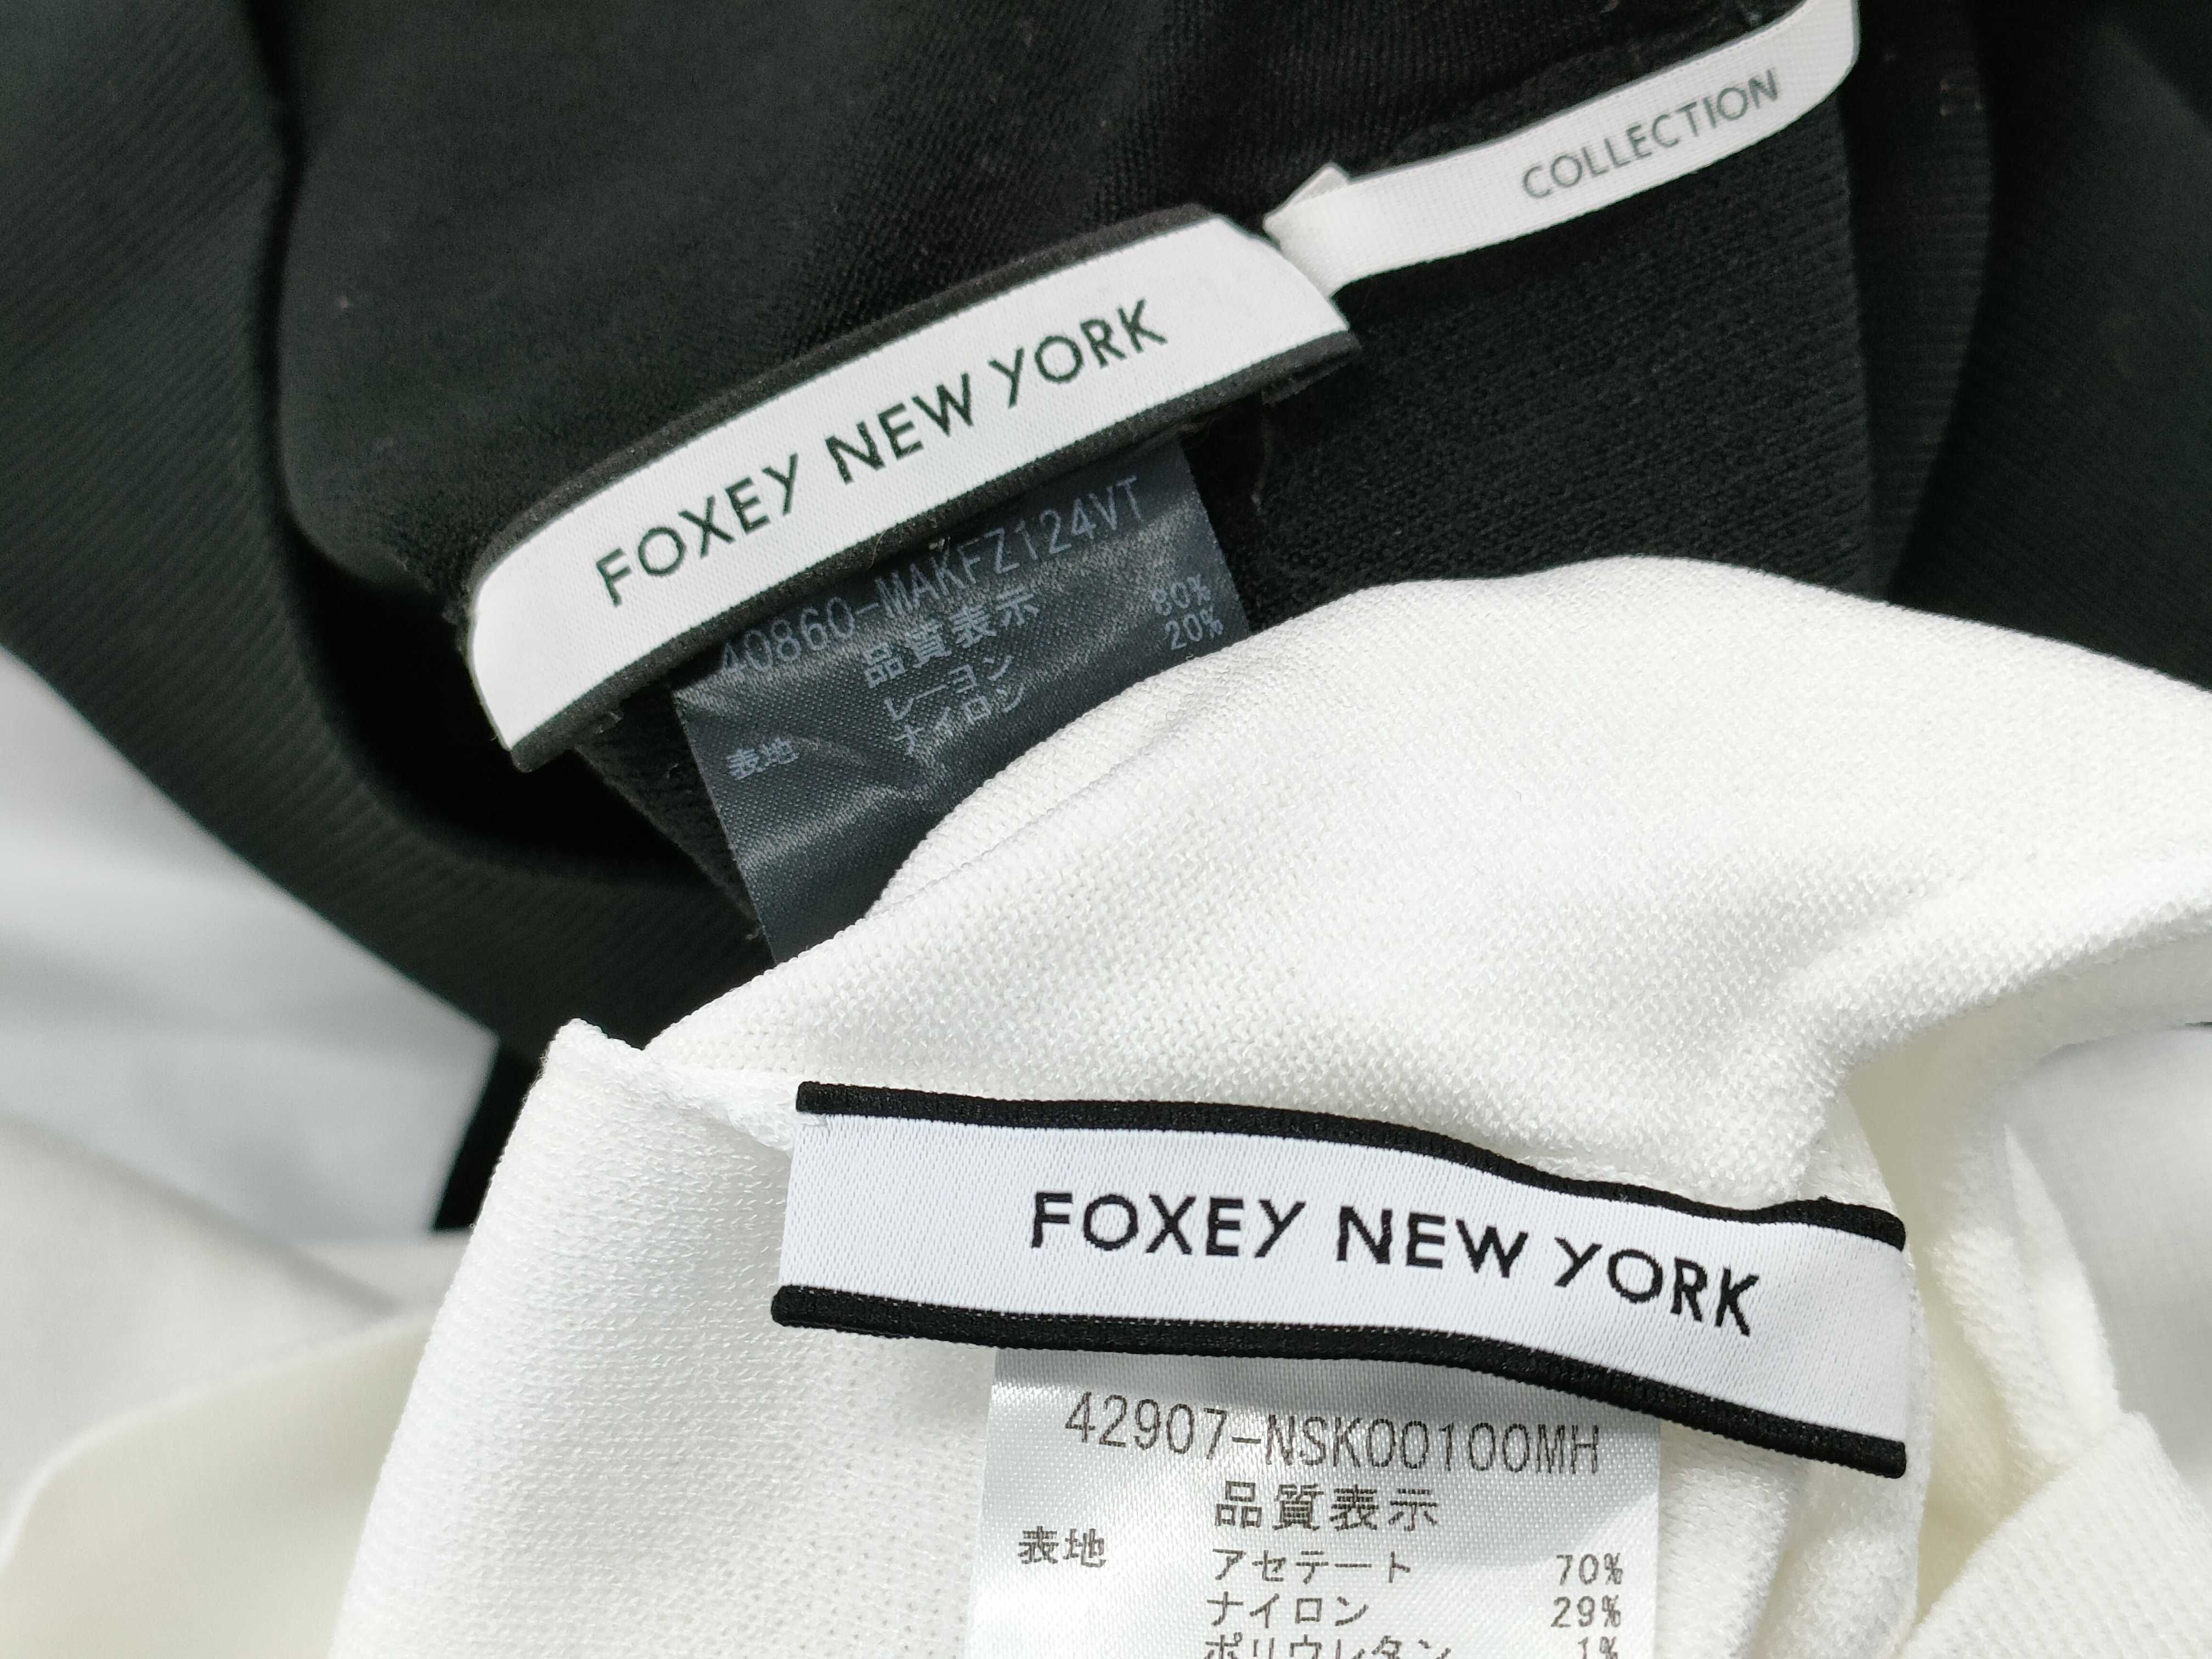 COLLECTION
FOXEY NEW YORK
40860-MAKFZ124VT
品質表示
表地 レーヨン 80%
ナイロン 20%
FOXEY NEW YORK
42907-NSK00100MH
品質表示
表地 アセテート 70%
ナイロン 29%
ポリウレタン 1%